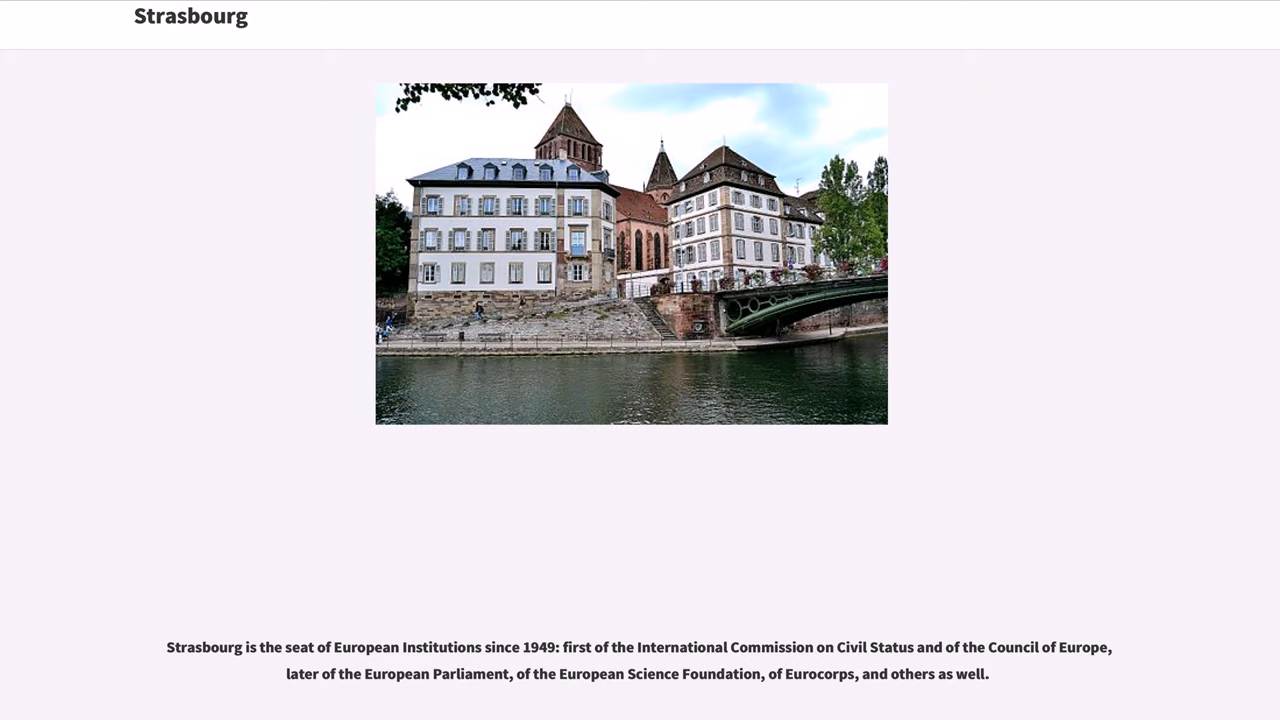 Strasbourg
Strasbourg is the seat of European Institutions since 1949: first of the International Commission on Civil Status and of the Council of Europe,
later of the European Parliament, of the European Science Foundation, of Eurocorps, and others as well.